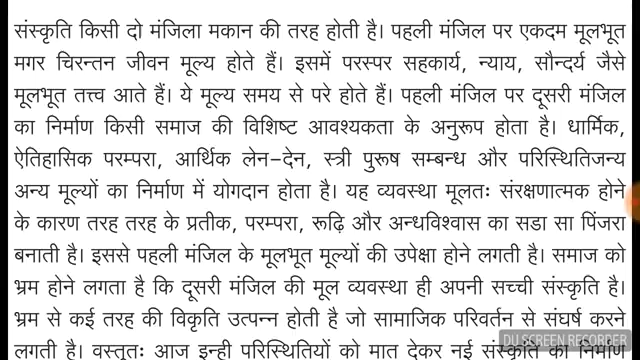 संस्कृति किसी दो मंजिला मकान की तरह होती है। पहली मंजिल पर एकदम मूलभूत
मगर चिरन्तन जीवन मूल्य होते हैं। इसमें परस्पर सहकार्य, न्याय, सौन्दर्य जैसे
मूलभूत तत्त्व आते हैं। ये मूल्य समय से परे होते हैं। पहली मंजिल पर दूसरी मंजिल
का निर्माण किसी समाज की विशिष्ट आवश्यकता के अनुरूप होता है। धार्मिक,
ऐतिहासिक परम्परा, आर्थिक लेन-देन, स्त्री पुरूष सम्बन्ध और परिस्थितिजन्य
अन्य मूल्यों का निर्माण में योगदान होता है। यह व्यवस्था मूलतः संरक्षणात्मक होने
के कारण तरह तरह के प्रतीक, परम्परा, रूढ़ि और अन्धविश्वास का सडा सा पिंजरा
बनाती है। इससे पहली मंजिल के मूलभूत मूल्यों की उपेक्षा होने लगती है। समाज को
भ्रम होने लगता है कि दूसरी मंजिल की मूल व्यवस्था ही अपनी सच्ची संस्कृति है।
भ्रम से कई तरह की विकृति उत्पन्न होती है जो सामाजिक परिवर्तन से संघर्ष करने
लगती है। वस्तुतः आज इन्ही परिस्थितियों को मात देकर नई संस्कृति का निर्माण
DU SCREEN RECORDER